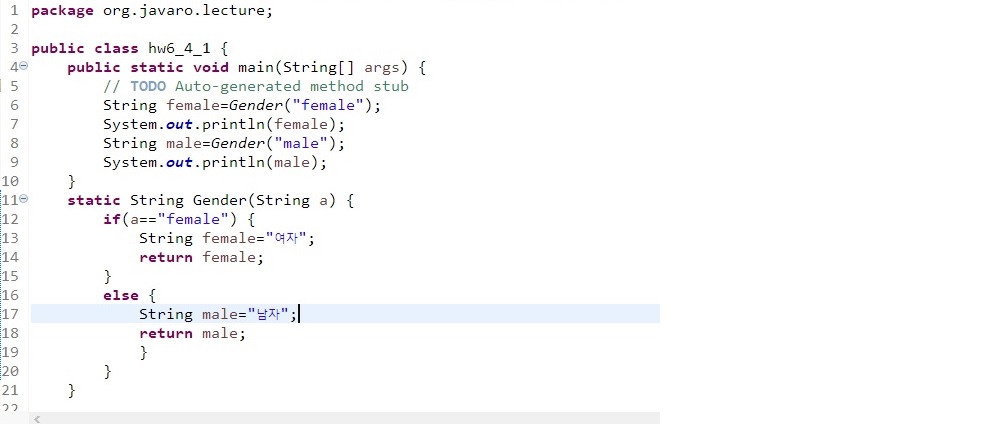 1 package org.javaro.lecture;
2
3 public class hw6_4_1 {
4 public static void main(String[] args) {
5 // TODO Auto-generated method stub
6 String female=Gender("female");
7 System.out.println(female);
8 String male=Gender("male");
9 System.out.println(male);
10 }
11 static String Gender(String a) {
12 if(a=="female") {
13 String female="여자";
14 return female;
15 }
16 else {
17 String male="남자";
18 return male;
19 }
20 }
21 }
22